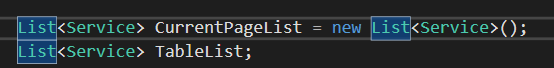 List<Service> CurrentPageList = new List<Service>();
List<Service> TableList;